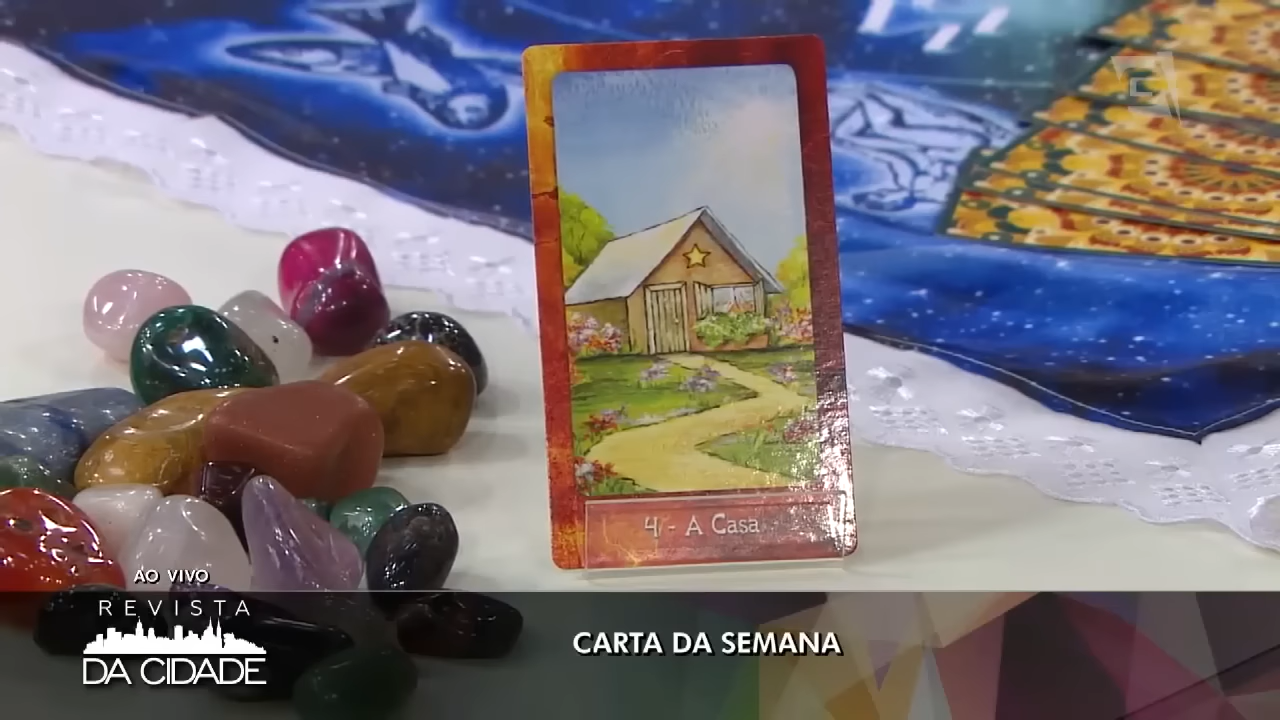 4 - A Casa
AO VIVO
REVISTA
DA CIDADE
CARTA DA SEMANA